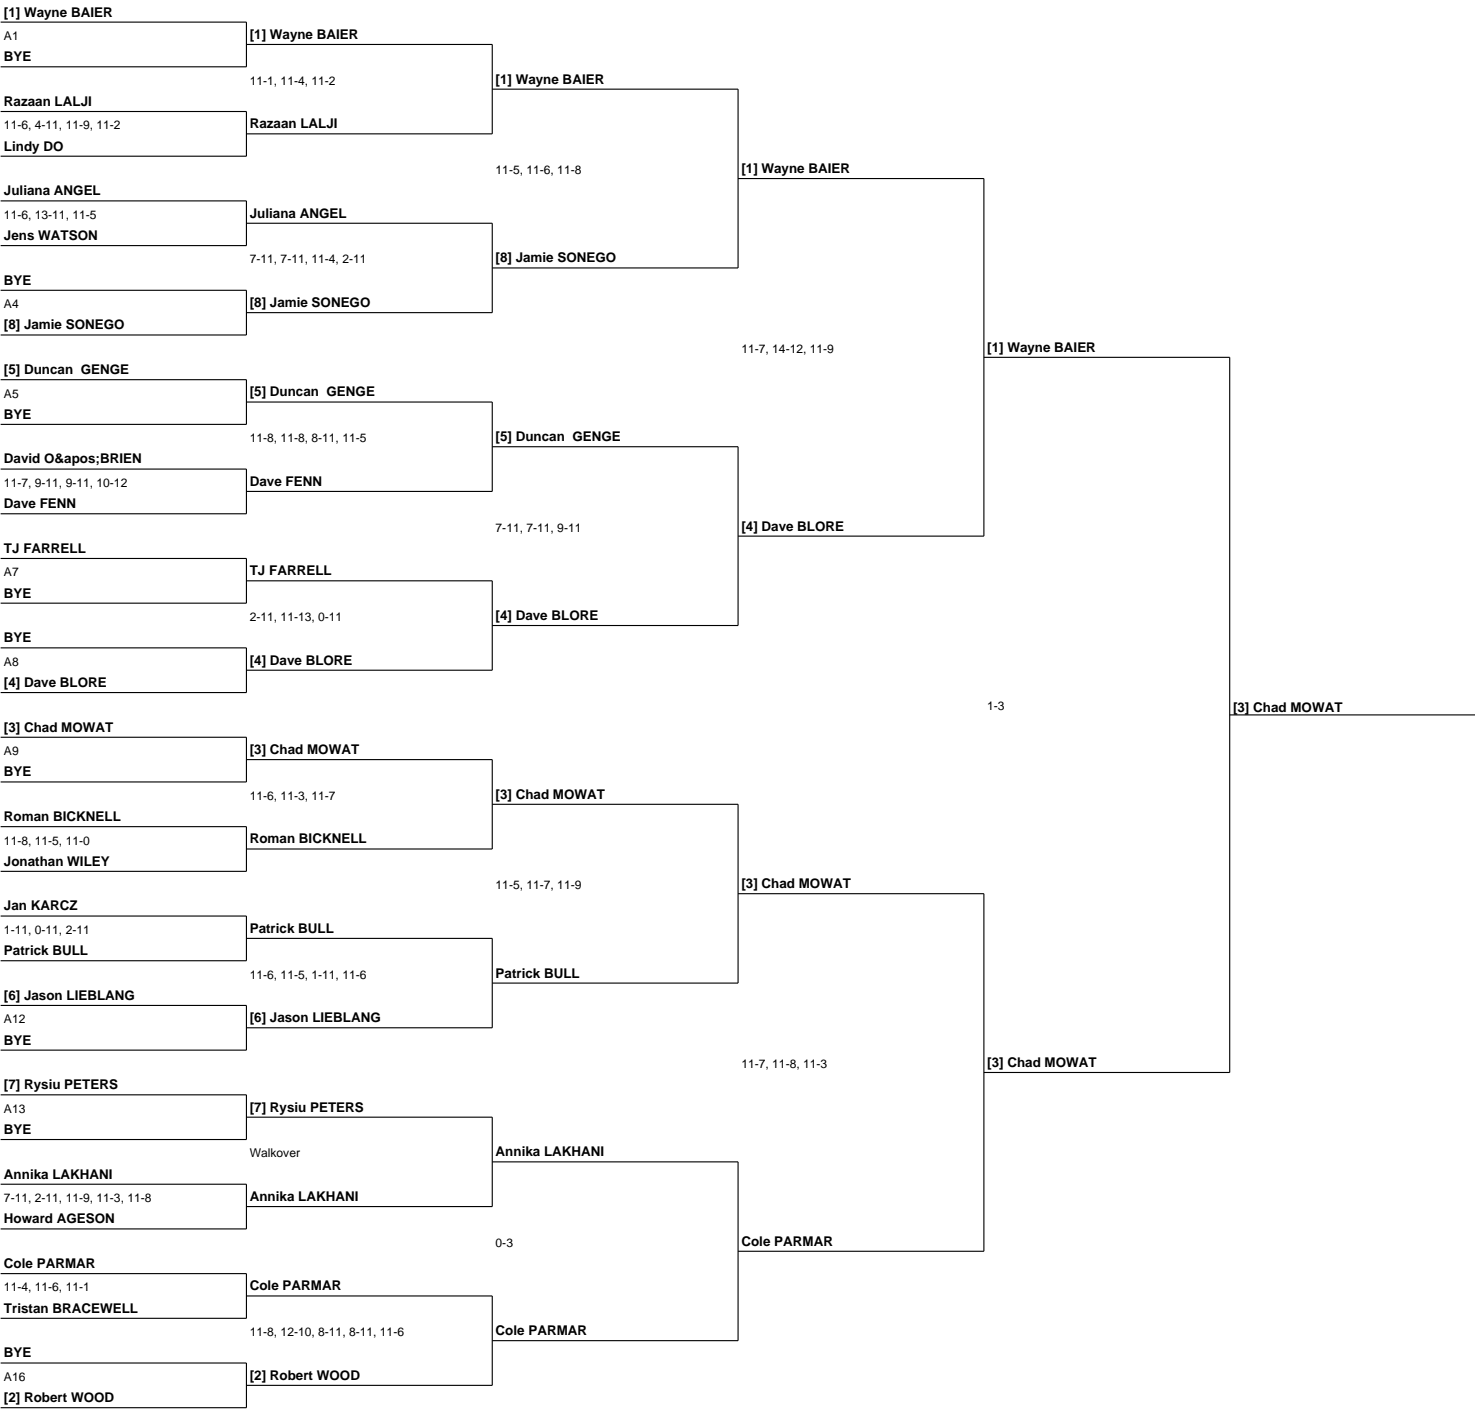 [1] Wayne BAIER
A1
BYE
Razaan LALJI
11-6, 4-11, 11-9, 11-2
Lindy DO
Juliana ANGEL
11-6, 13-11, 11-5
Jens WATSON
BYE
A4
[8] Jamie SONEGO
[5] Duncan  GENGE
A5
BYE
David O&apos;BRIEN
11-7, 9-11, 9-11, 10-12
Dave FENN
TJ FARRELL
A7
BYE
BYE
A8
[4] Dave BLORE
[3] Chad MOWAT
A9
BYE
Roman BICKNELL
11-8, 11-5, 11-0
Jonathan WILEY
Jan KARCZ
1-11, 0-11, 2-11
Patrick BULL
[6] Jason LIEBLANG
A12
BYE
[7] Rysiu PETERS
A13
BYE
Annika LAKHANI
7-11, 2-11, 11-9, 11-3, 11-8
Howard AGESON
Cole PARMAR
11-4, 11-6, 11-1
Tristan BRACEWELL
BYE
A16
[2] Robert WOOD
[1] Wayne BAIER
11-1, 11-4, 11-2
Razaan LALJI
Juliana ANGEL
7-11, 7-11, 11-4, 2-11
[8] Jamie SONEGO
[5] Duncan  GENGE
11-8, 11-8, 8-11, 11-5
Dave FENN
TJ FARRELL
2-11, 11-13, 0-11
[4] Dave BLORE
[3] Chad MOWAT
11-6, 11-3, 11-7
Roman BICKNELL
Patrick BULL
11-6, 11-5, 1-11, 11-6
[6] Jason LIEBLANG
[7] Rysiu PETERS
Walkover
Annika LAKHANI
Cole PARMAR
11-8, 12-10, 8-11, 8-11, 11-6
[2] Robert WOOD
[1] Wayne BAIER
11-5, 11-6, 11-8
[8] Jamie SONEGO
[5] Duncan  GENGE
7-11, 7-11, 9-11
[4] Dave BLORE
[3] Chad MOWAT
11-5, 11-7, 11-9
Patrick BULL
Annika LAKHANI
0-3
Cole PARMAR
[1] Wayne BAIER
11-7, 14-12, 11-9
[4] Dave BLORE
[3] Chad MOWAT
11-7, 11-8, 11-3
Cole PARMAR
[1] Wayne BAIER
1-3
[3] Chad MOWAT
[3] Chad MOWAT